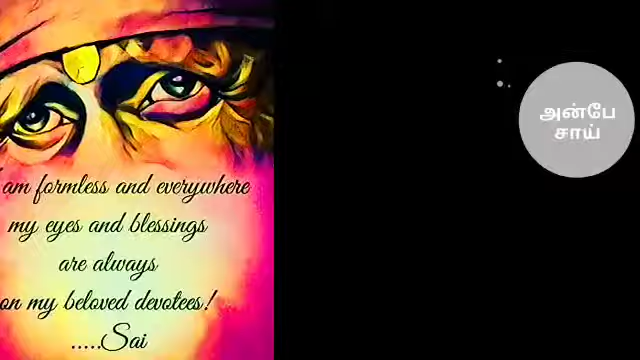 am formless and everywhere
my eyes and blessings
are always
on my beloved devotees!
.....Sai
அன்பே
சாய்